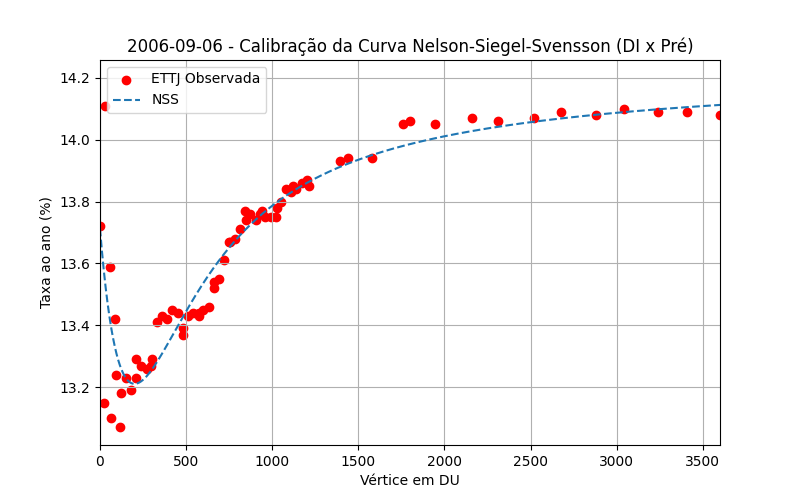 2006-09-06 - Calibração da Curva Nelson-Siegel-Svensson (DI x Pré)
ETTJ Observada
NSS
Taxa ao ano (%)
14.2
14.0
13.8
13.6
13.4
13.2
0 500 1000 1500 2000 2500 3000 3500
Vértice em DU